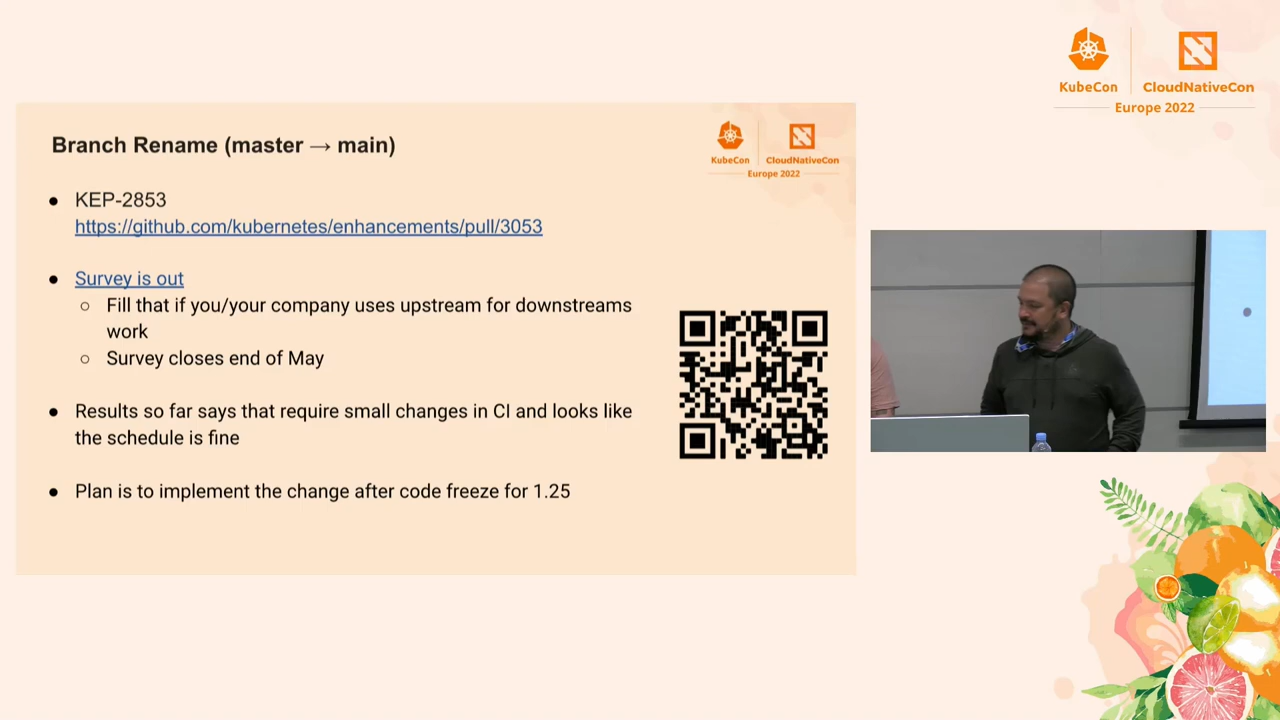 KubeCon
CloudNativeCon
Europe 2022
Branch Rename (master → main)
KubeCon
CloudNativeCon
Europe 2022
● KEP-2853
https://github.com/kubernetes/enhancements/pull/3053
● Survey is out
○ Fill that if you/your company uses upstream for downstreams
work
○ Survey closes end of May
● Results so far says that require small changes in CI and looks like
the schedule is fine
● Plan is to implement the change after code freeze for 1.25